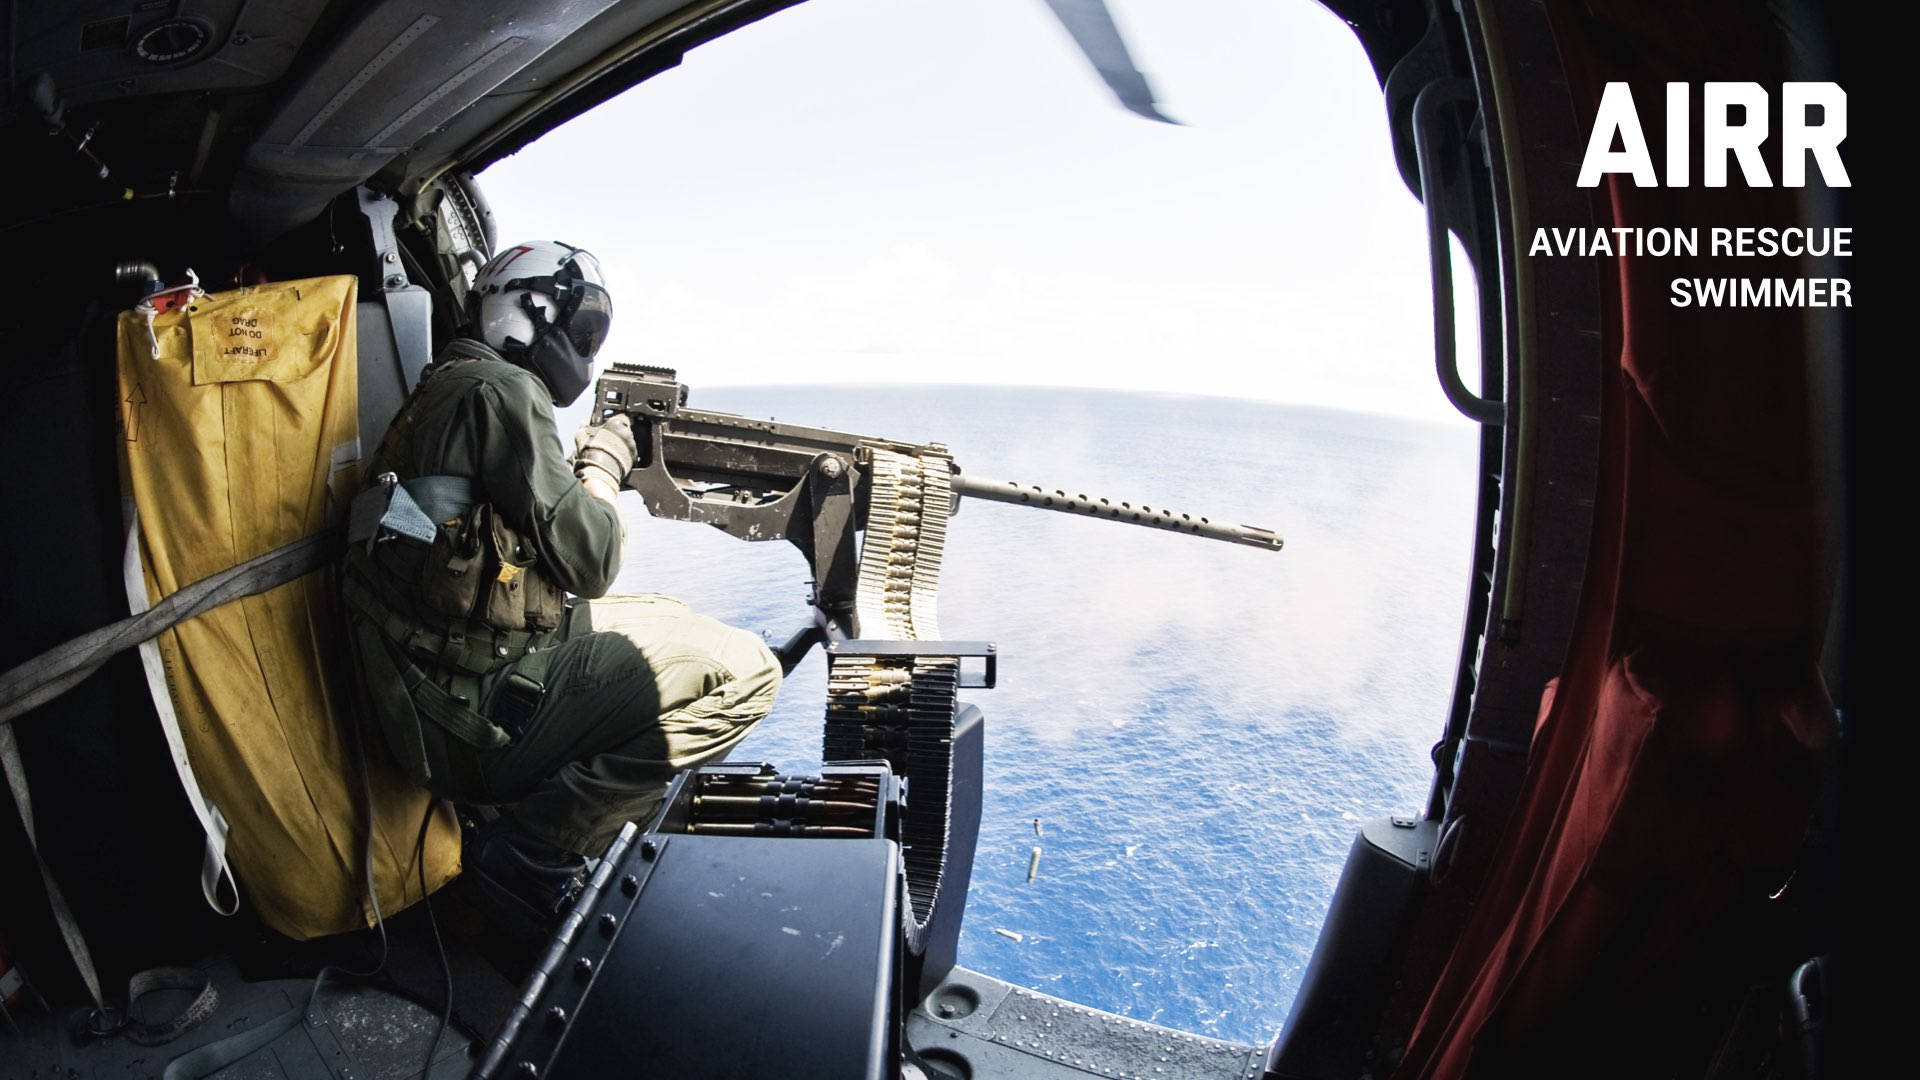 AIRR
AVIATION RESCUE
SWIMMER
LIFERAFT
DO NOT
DRAG